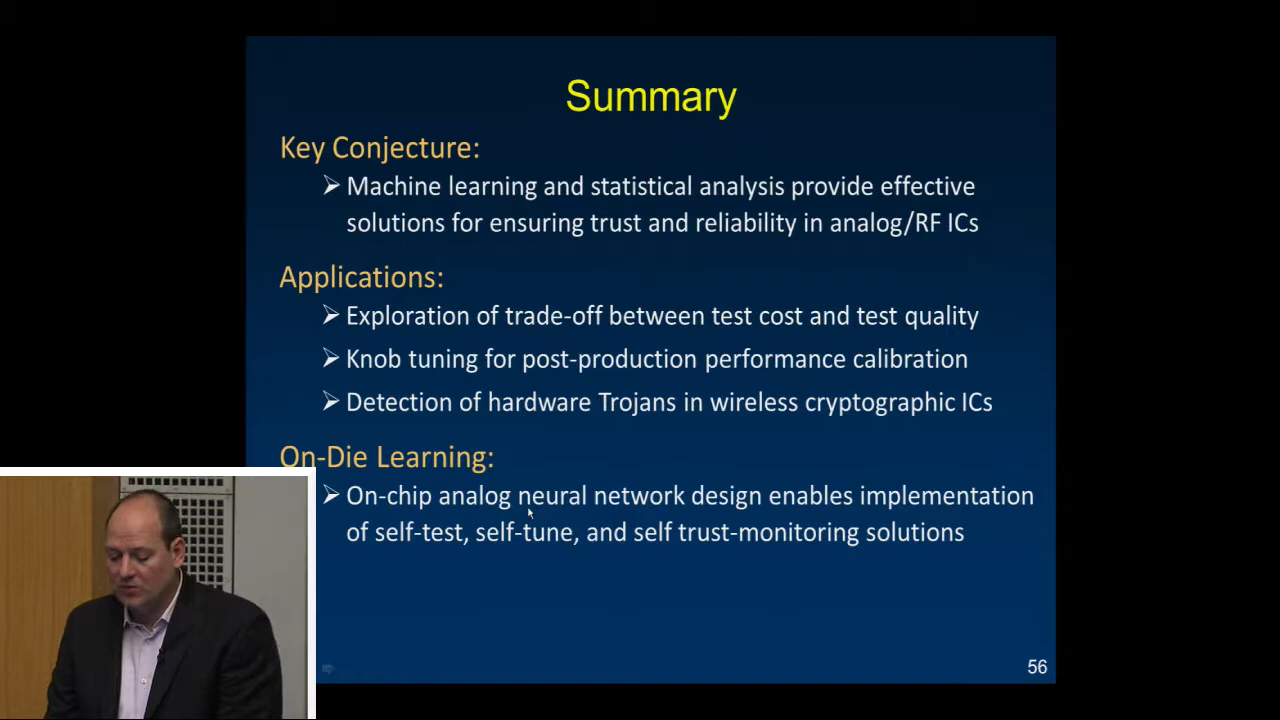 Summary
Key Conjecture:
➢ Machine learning and statistical analysis provide effective
solutions for ensuring trust and reliability in analog/RF ICs
Applications:
➢ Exploration of trade-off between test cost and test quality
➢ Knob tuning for post-production performance calibration
➢ Detection of hardware Trojans in wireless cryptographic ICs
On-Die Learning:
➢ On-chip analog neural network design enables implementation
of self-test, self-tune, and self trust-monitoring solutions
56